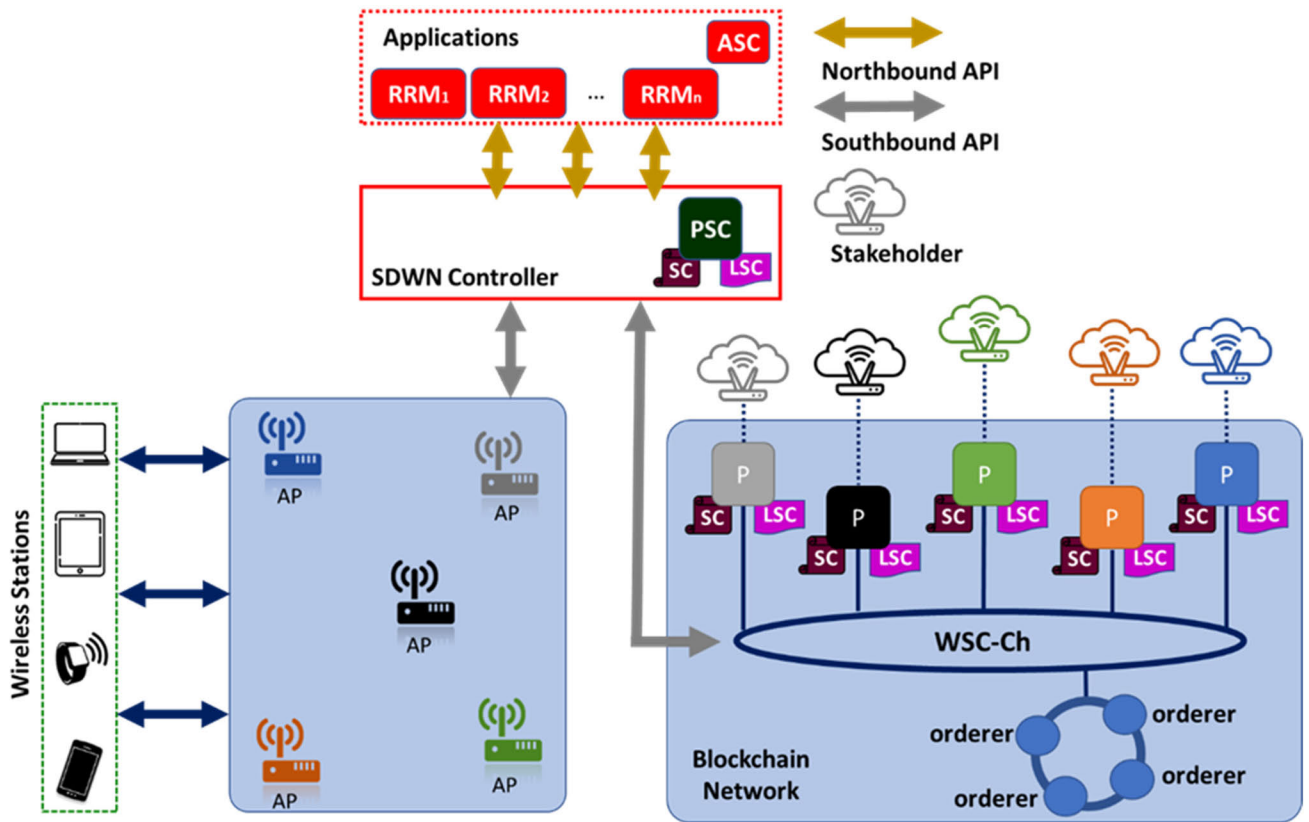 Applications
ASC
RRM1
RRM2
...
RRMn
Northbound API
Southbound API
Stakeholder
PSC
SC
LSC
SDWN Controller
Wireless Stations
AP
AP
AP
AP
AP
P
P
P
P
P
SC
LSC
SC
LSC
SC
LSC
SC
LSC
SC
LSC
WSC-Ch
orderer
orderer
orderer
orderer
Blockchain
Network